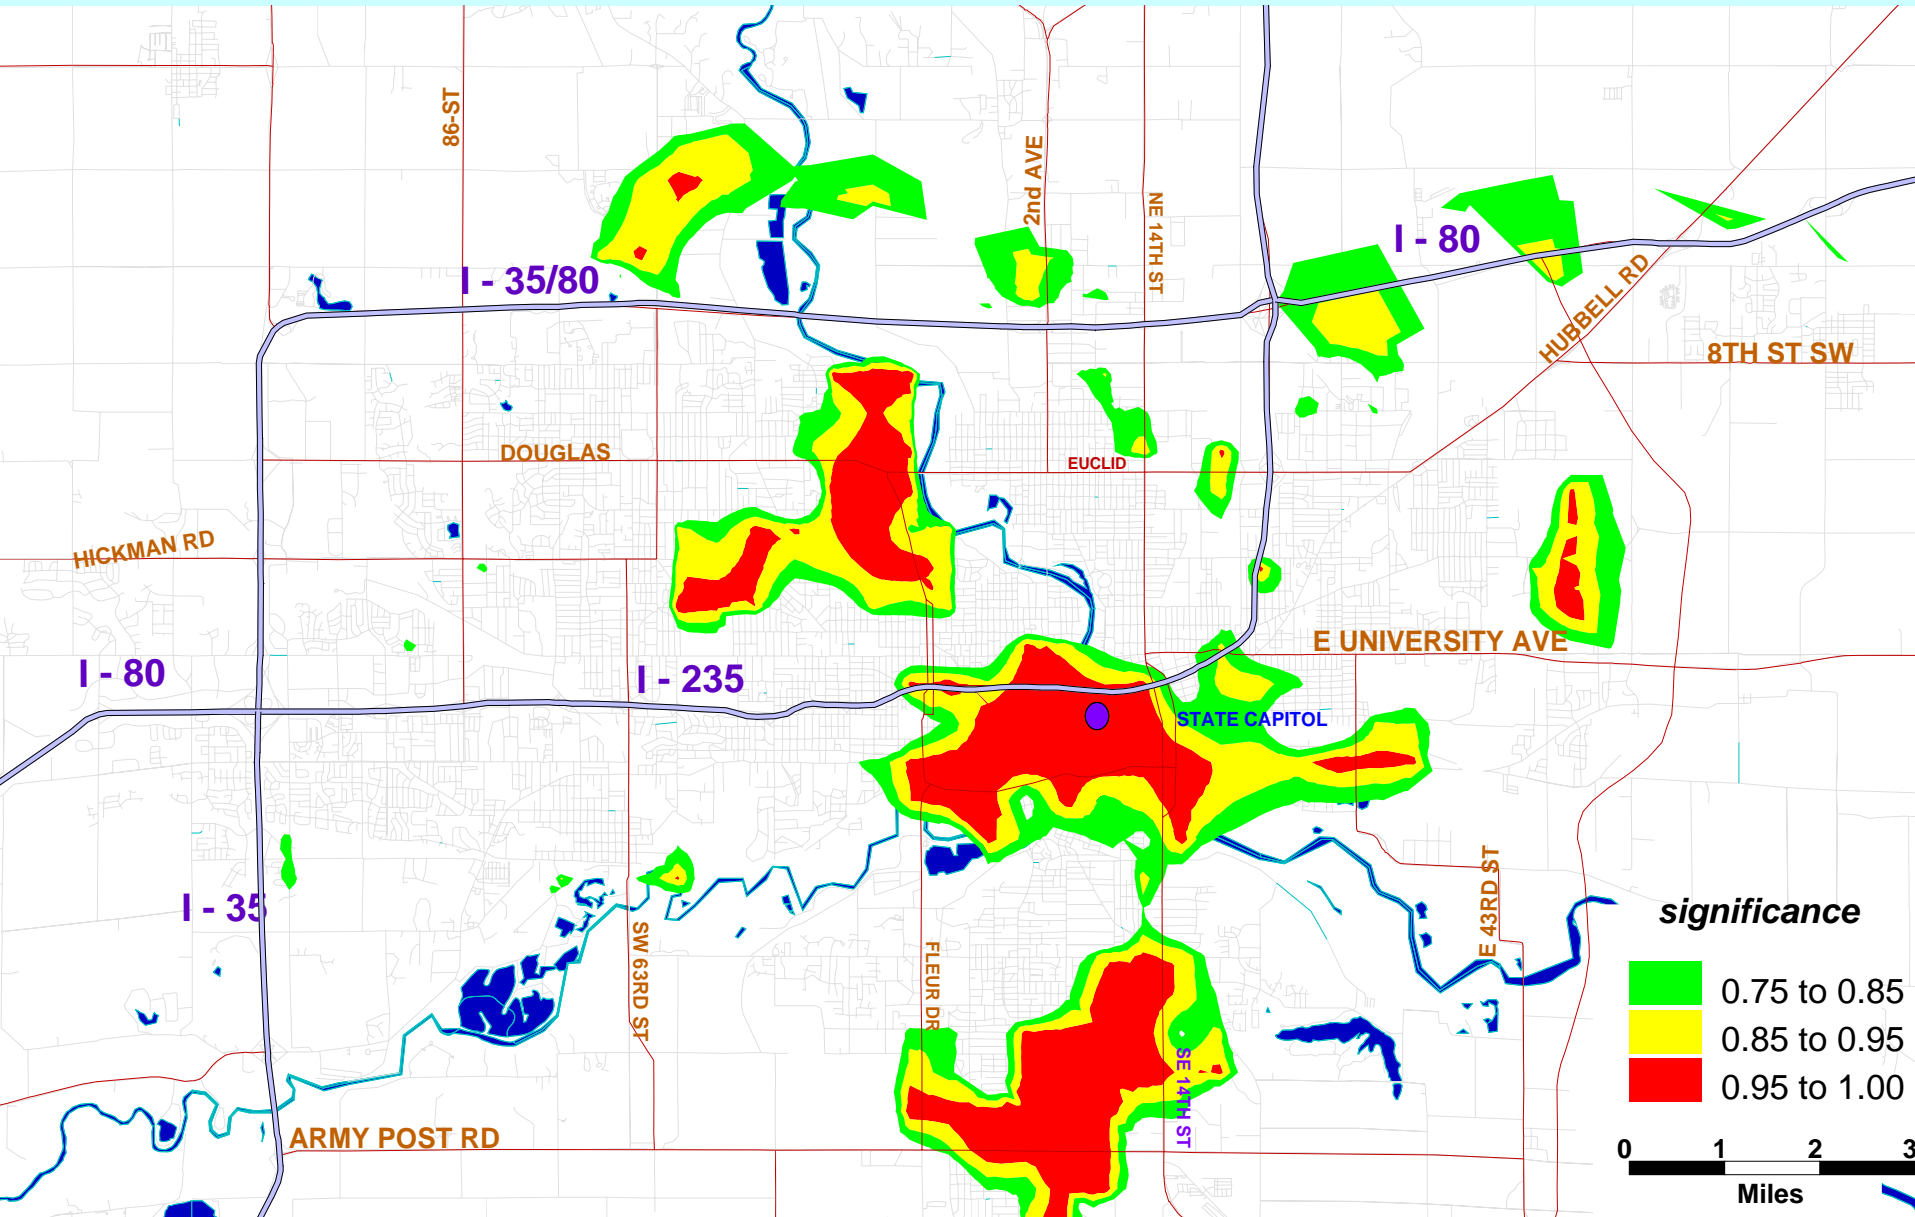 86-ST
2nd AVE
NE 14TH ST
I - 80
I - 35/80
HUBBELL RD
8TH ST SW
DOUGLAS
EUCLID
HICKMAN RD
E UNIVERSITY AVE
I - 80
I - 235
STATE CAPITOL
I - 35
SW 63RD ST
FLEUR DR
E 43RD ST
SE 14TH ST
ARMY POST RD
significance
0.75 to 0.85
0.85 to 0.95
0.95 to 1.00
0 1 2 3
Miles